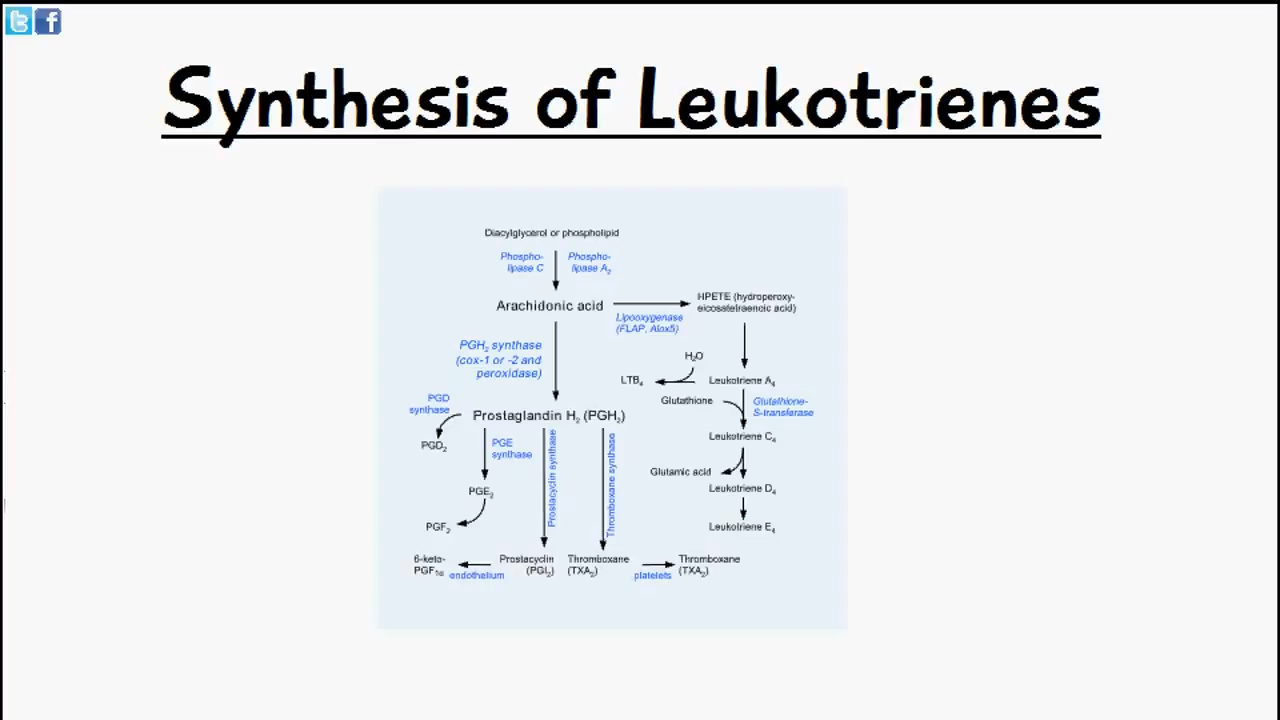 Synthesis of Leukotrienes
Diacylglycerol or phospholipid
Phospho-
lipase C
Phospho-
lipase A₂
Arachidonic acid
HPETE (hydroperoxy-
eicosatetraenoic acid)
Lipooxygenase
(FLAP, Alox5)
PGH₂ synthase
(cox-1 or -2 and
peroxidase)
H₂O
LTB₄
Leukotriene A₄
Glutathione
Glutathione-
S-transferase
PGD
synthase
Prostaglandin H₂ (PGH₂)
Leukotriene C₄
PGD₂
PGE
synthase
Prostacyclin synthase
Thromboxane synthase
Glutamic acid
Leukotriene D₄
PGE₂
PGF₂
Leukotriene E₄
6-keto-
PGF₁α
endothelium
Prostacyclin
(PGI₂)
Thromboxane
(TXA₂)
platelets
Thromboxane
(TXA₂)